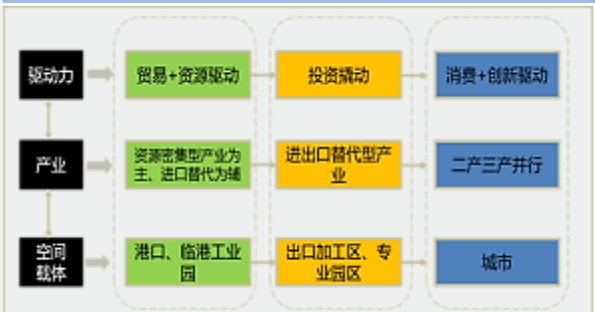 驱动力
贸易+资源驱动
投资撬动
消费+创新驱动
产业
资源密集型产业为
主、进口替代为辅
进出口替代型产
业
二产三产并行
空间
载体
港口、临港工业
园
出口加工区、专
业园区
城市